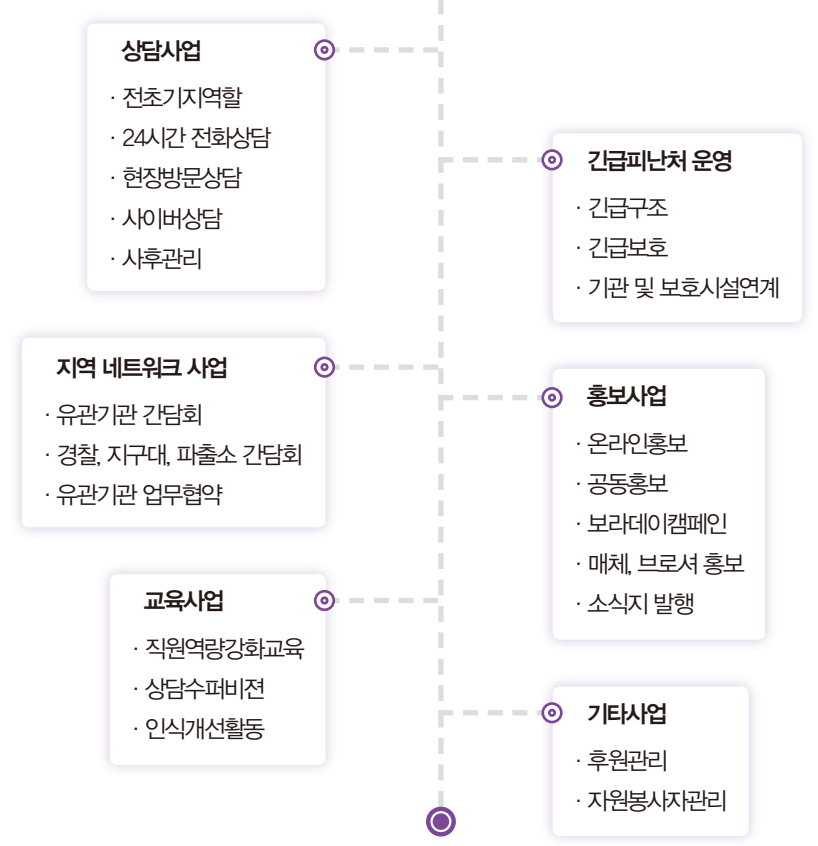 상담사업
· 전초기지역할
· 24시간 전화상담
· 현장방문상담
· 사이버상담
· 사후관리
긴급피난처 운영
· 긴급구조
· 긴급보호
· 기관 및 보호시설연계
지역 네트워크 사업
· 유관기관 간담회
· 경찰, 지구대, 파출소 간담회
· 유관기관 업무협약
홍보사업
· 온라인홍보
· 공동홍보
· 보라데이캠페인
· 매체, 브로셔 홍보
· 소식지 발행
교육사업
· 직원역량강화교육
· 상담수퍼비젼
· 인식개선활동
기타사업
· 후원관리
· 자원봉사자관리